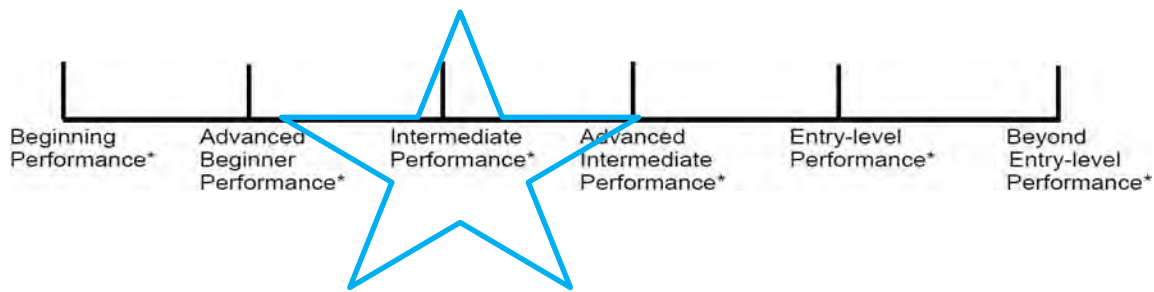 Beginning
Performance*
Advanced
Beginner
Performance*
Intermediate
Performance*
Advanced
Intermediate
Performance*
Entry-level
Performance*
Beyond
Entry-level
Performance*